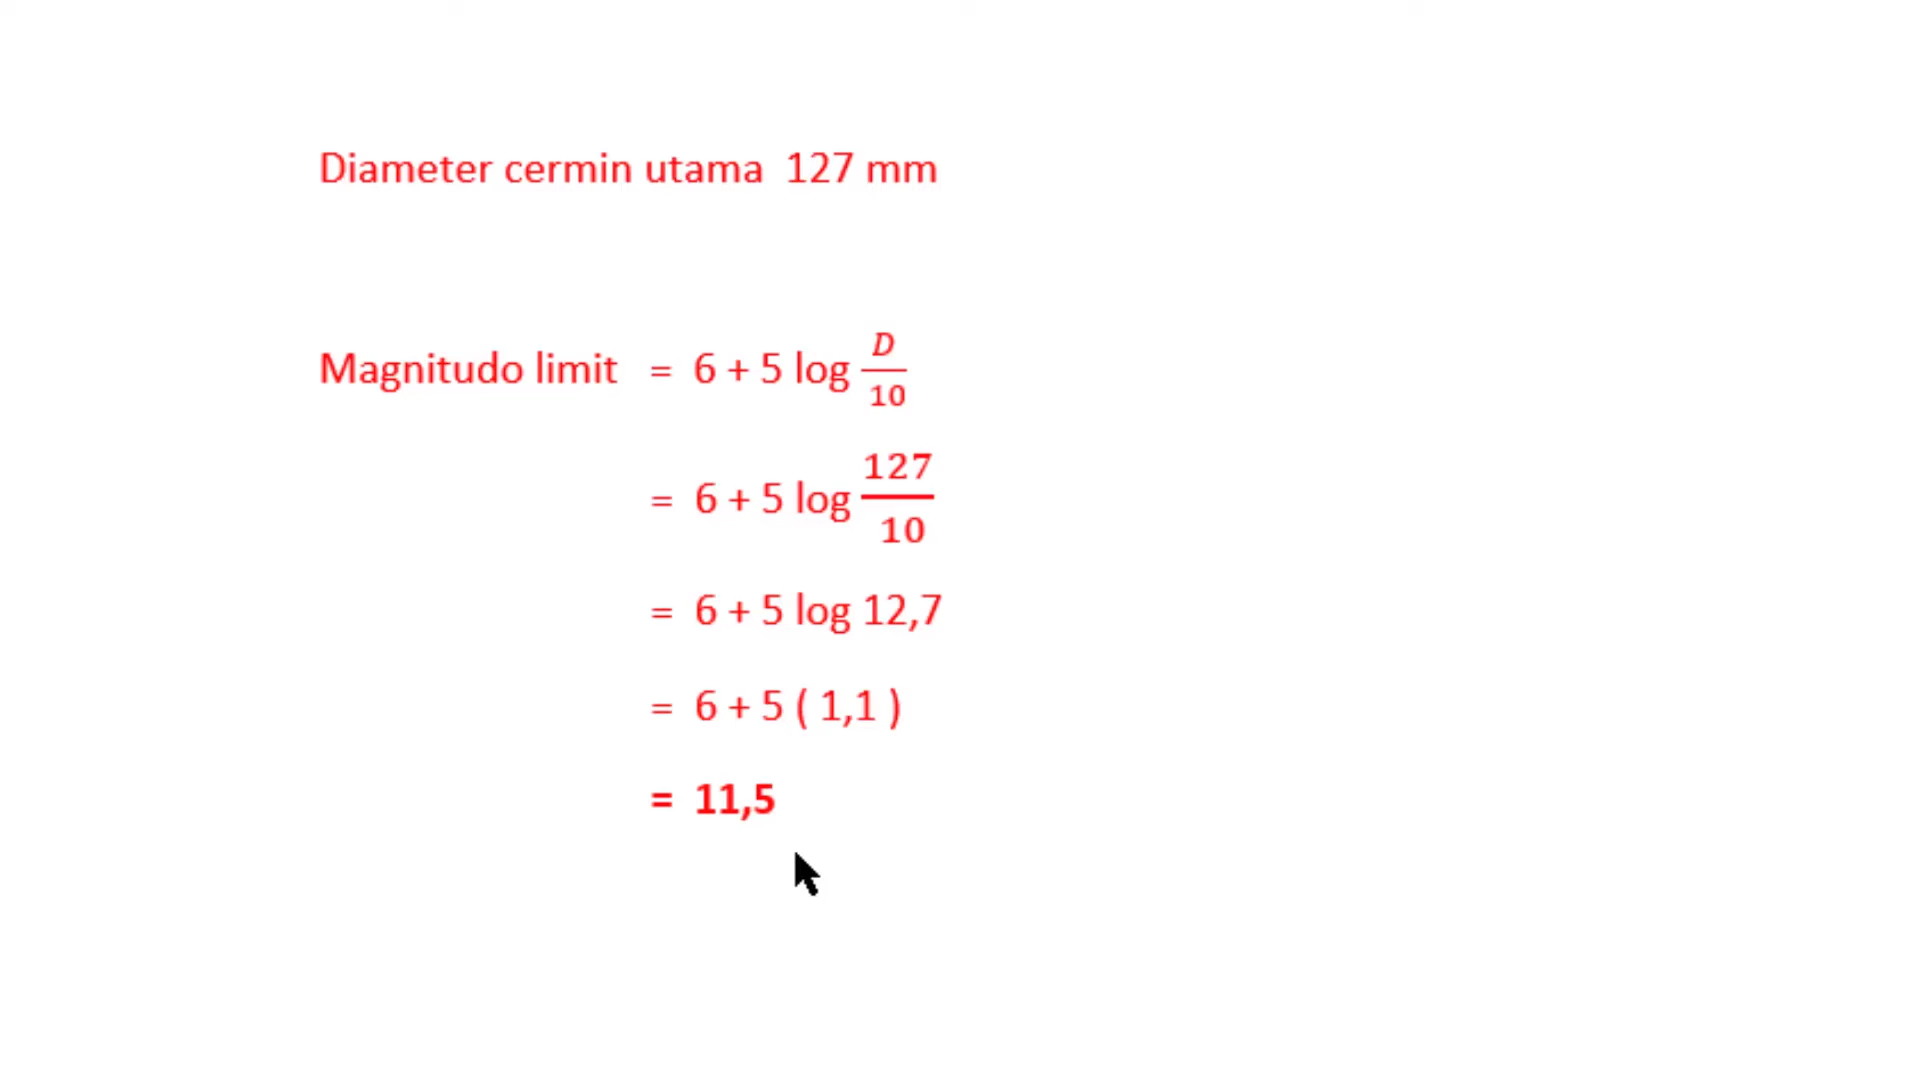 Diameter cermin utama 127 mm
Magnitudo limit = 6 + 5 log D/10
= 6 + 5 log 127/10
= 6 + 5 log 12,7
= 6 + 5 ( 1,1 )
= 11,5